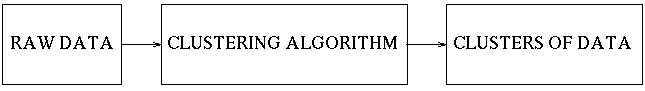 RAW DATA
CLUSTERING ALGORITHM
CLUSTERS OF DATA